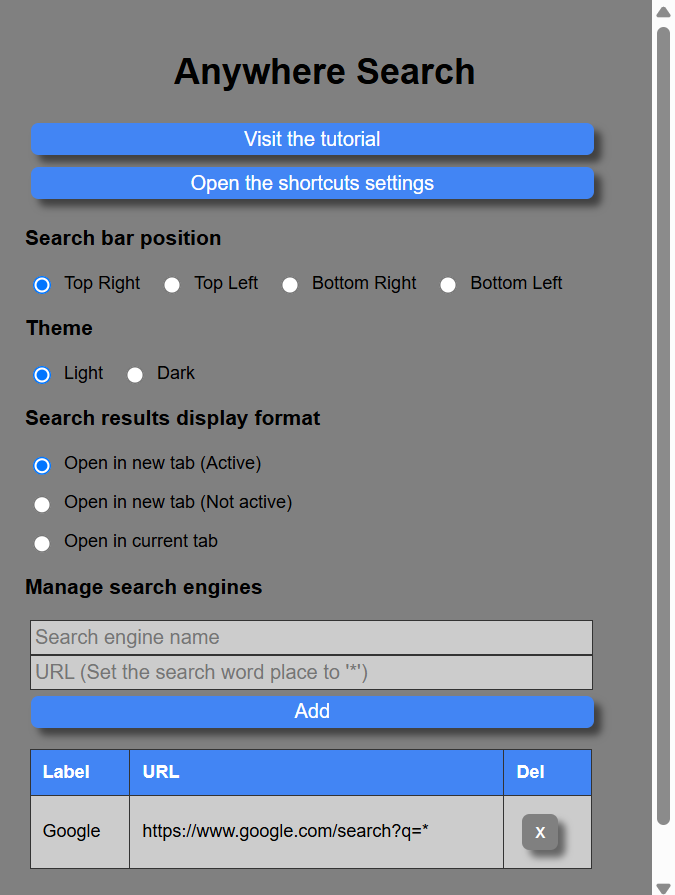 Anywhere Search
Visit the tutorial
Open the shortcuts settings
Search bar position
Top Right Top Left Bottom Right Bottom Left
Theme
Light Dark
Search results display format
Open in new tab (Active)
Open in new tab (Not active)
Open in current tab
Manage search engines
Search engine name
URL (Set the search word place to '*')
Add
Label URL Del
Google https://www.google.com/search?q=* X